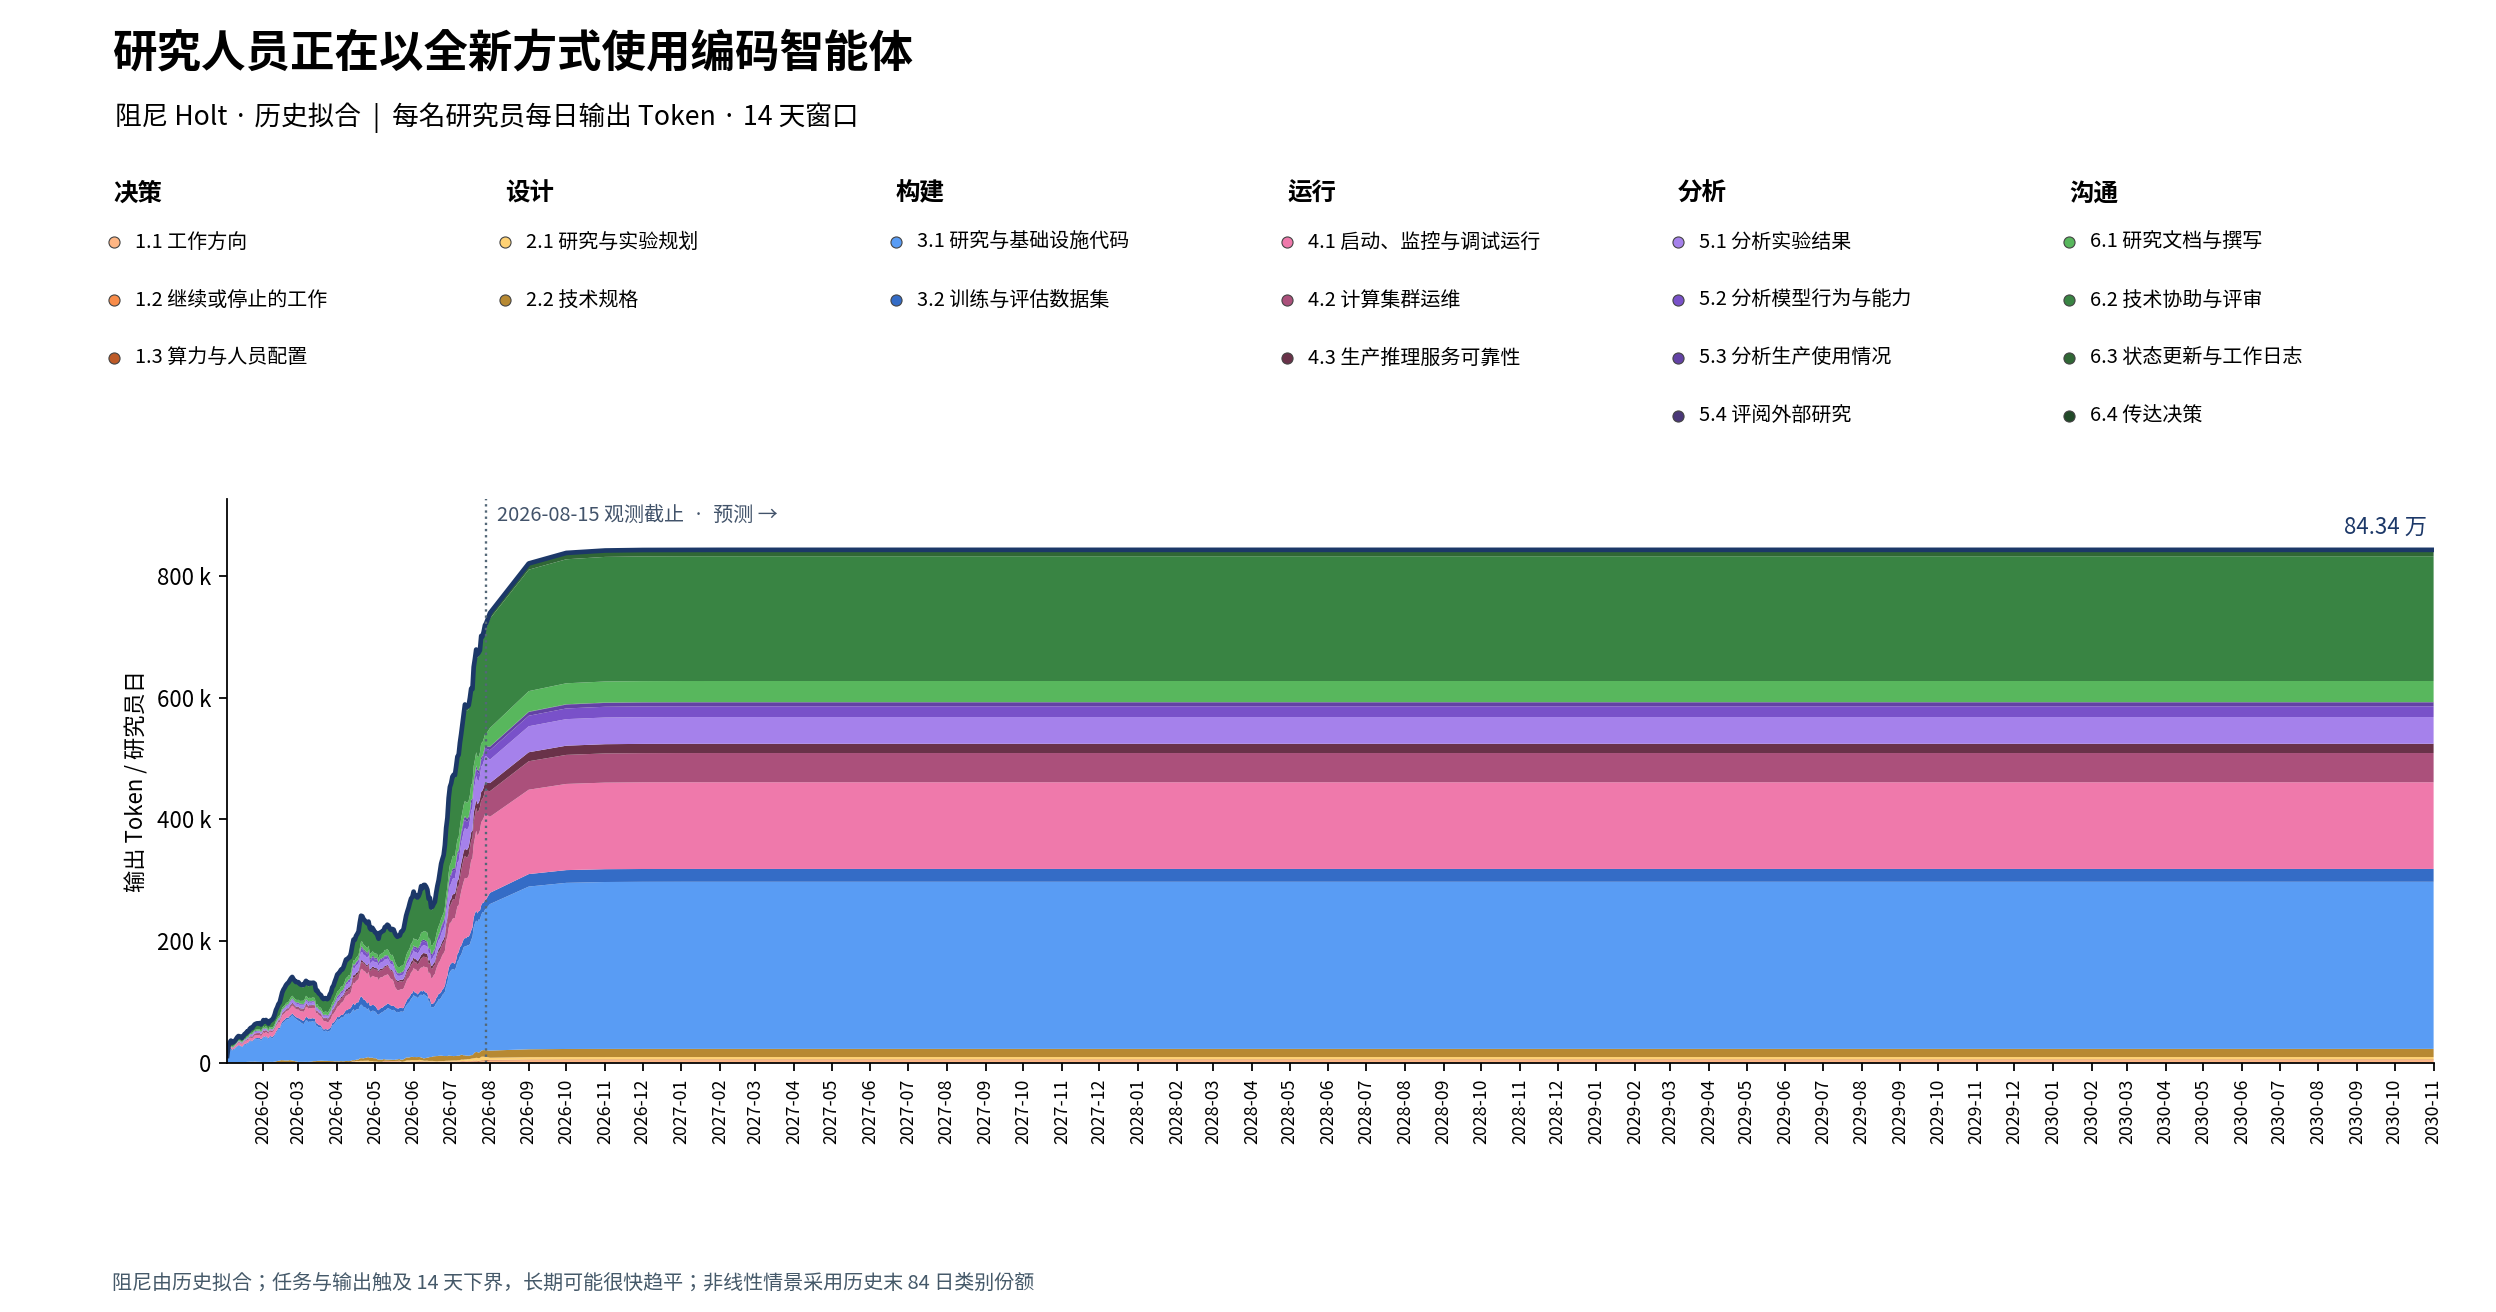 研究人员正在以全新方式使用编码智能体
阻尼 Holt · 历史拟合 | 每名研究员每日输出 Token · 14 天窗口
决策
1.1 工作方向
1.2 继续或停止的工作
1.3 算力与人员配置
设计
2.1 研究与实验规划
2.2 技术规格
构建
3.1 研究与基础设施代码
3.2 训练与评估数据集
运行
4.1 启动、监控与调试运行
4.2 计算集群运维
4.3 生产推理服务可靠性
分析
5.1 分析实验结果
5.2 分析模型行为与能力
5.3 分析生产使用情况
5.4 评阅外部研究
沟通
6.1 研究文档与撰写
6.2 技术协助与评审
6.3 状态更新与工作日志
6.4 传达决策
2026-08-15 观测截止 · 预测 →
84.34 万
输出 Token / 研究员日
800 k
600 k
400 k
200 k
0
2026-02
2026-03
2026-04
2026-05
2026-06
2026-07
2026-08
2026-09
2026-10
2026-11
2026-12
2027-01
2027-02
2027-03
2027-04
2027-05
2027-06
2027-07
2027-08
2027-09
2027-10
2027-11
2027-12
2028-01
2028-02
2028-03
2028-04
2028-05
2028-06
2028-07
2028-08
2028-09
2028-10
2028-11
2028-12
2029-01
2029-02
2029-03
2029-04
2029-05
2029-06
2029-07
2029-08
2029-09
2029-10
2029-11
2029-12
2030-01
2030-02
2030-03
2030-04
2030-05
2030-06
2030-07
2030-08
2030-09
2030-10
2030-11
阻尼由历史拟合；任务与输出触及 14 天下界，长期可能很快趋平；非线性情景采用历史末 84 日类别份额